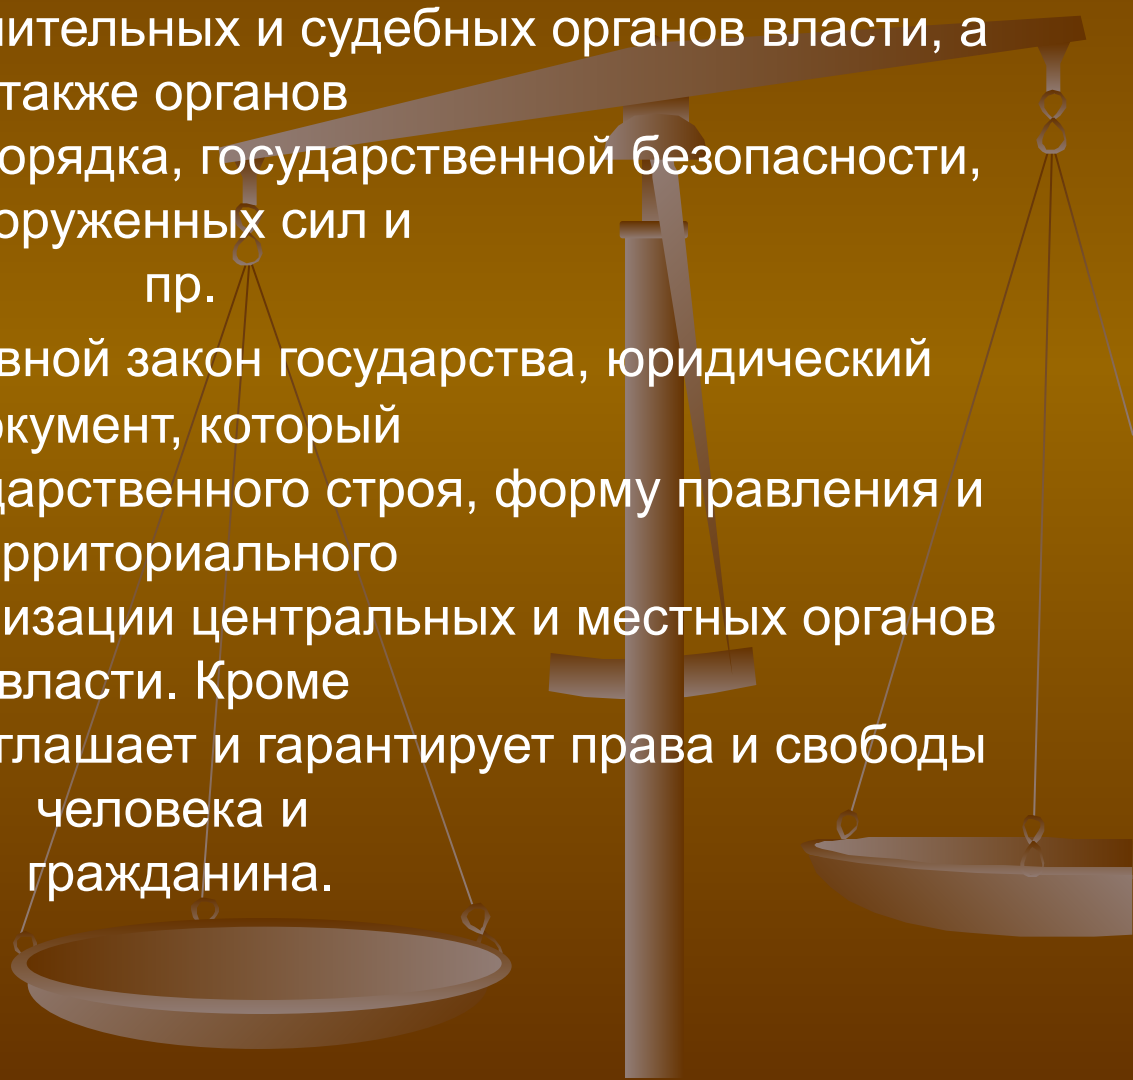 нительных и судебных органов власти, а
также органов
орядка, государственной безопасности,
оруженных сил и
пр.
вной закон государства, юридический
окумент, который
дарственного строя, форму правления и
рриториального
изации центральных и местных органов
власти. Кроме
глашает и гарантирует права и свободы
человека и
гражданина.